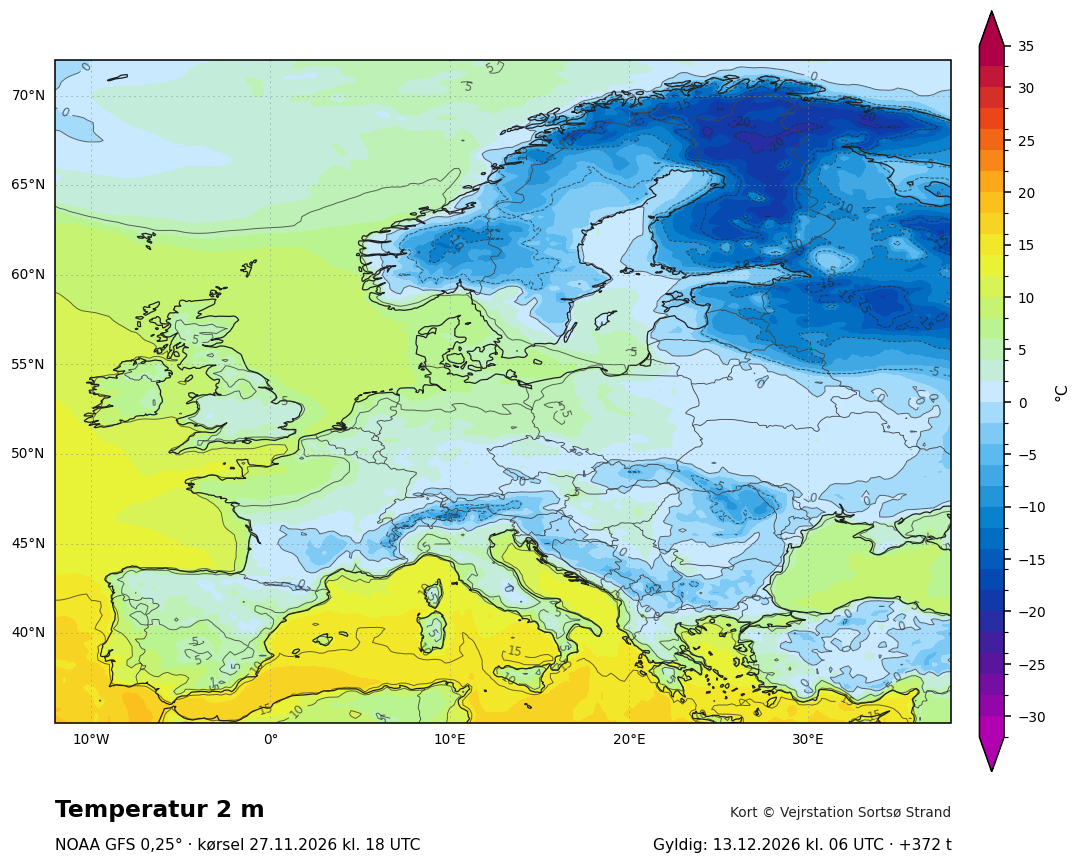 70°N
65°N
60°N
55°N
50°N
45°N
40°N
10°W 0° 10°E 20°E 30°E
35
30
25
20
15
10
5
0
−5
−10
−15
−20
−25
−30
°C
Temperatur 2 m
Kort © Vejrstation Sortsø Strand
NOAA GFS 0,25° · kørsel 27.11.2026 kl. 18 UTC
Gyldig: 13.12.2026 kl. 06 UTC · +372 t